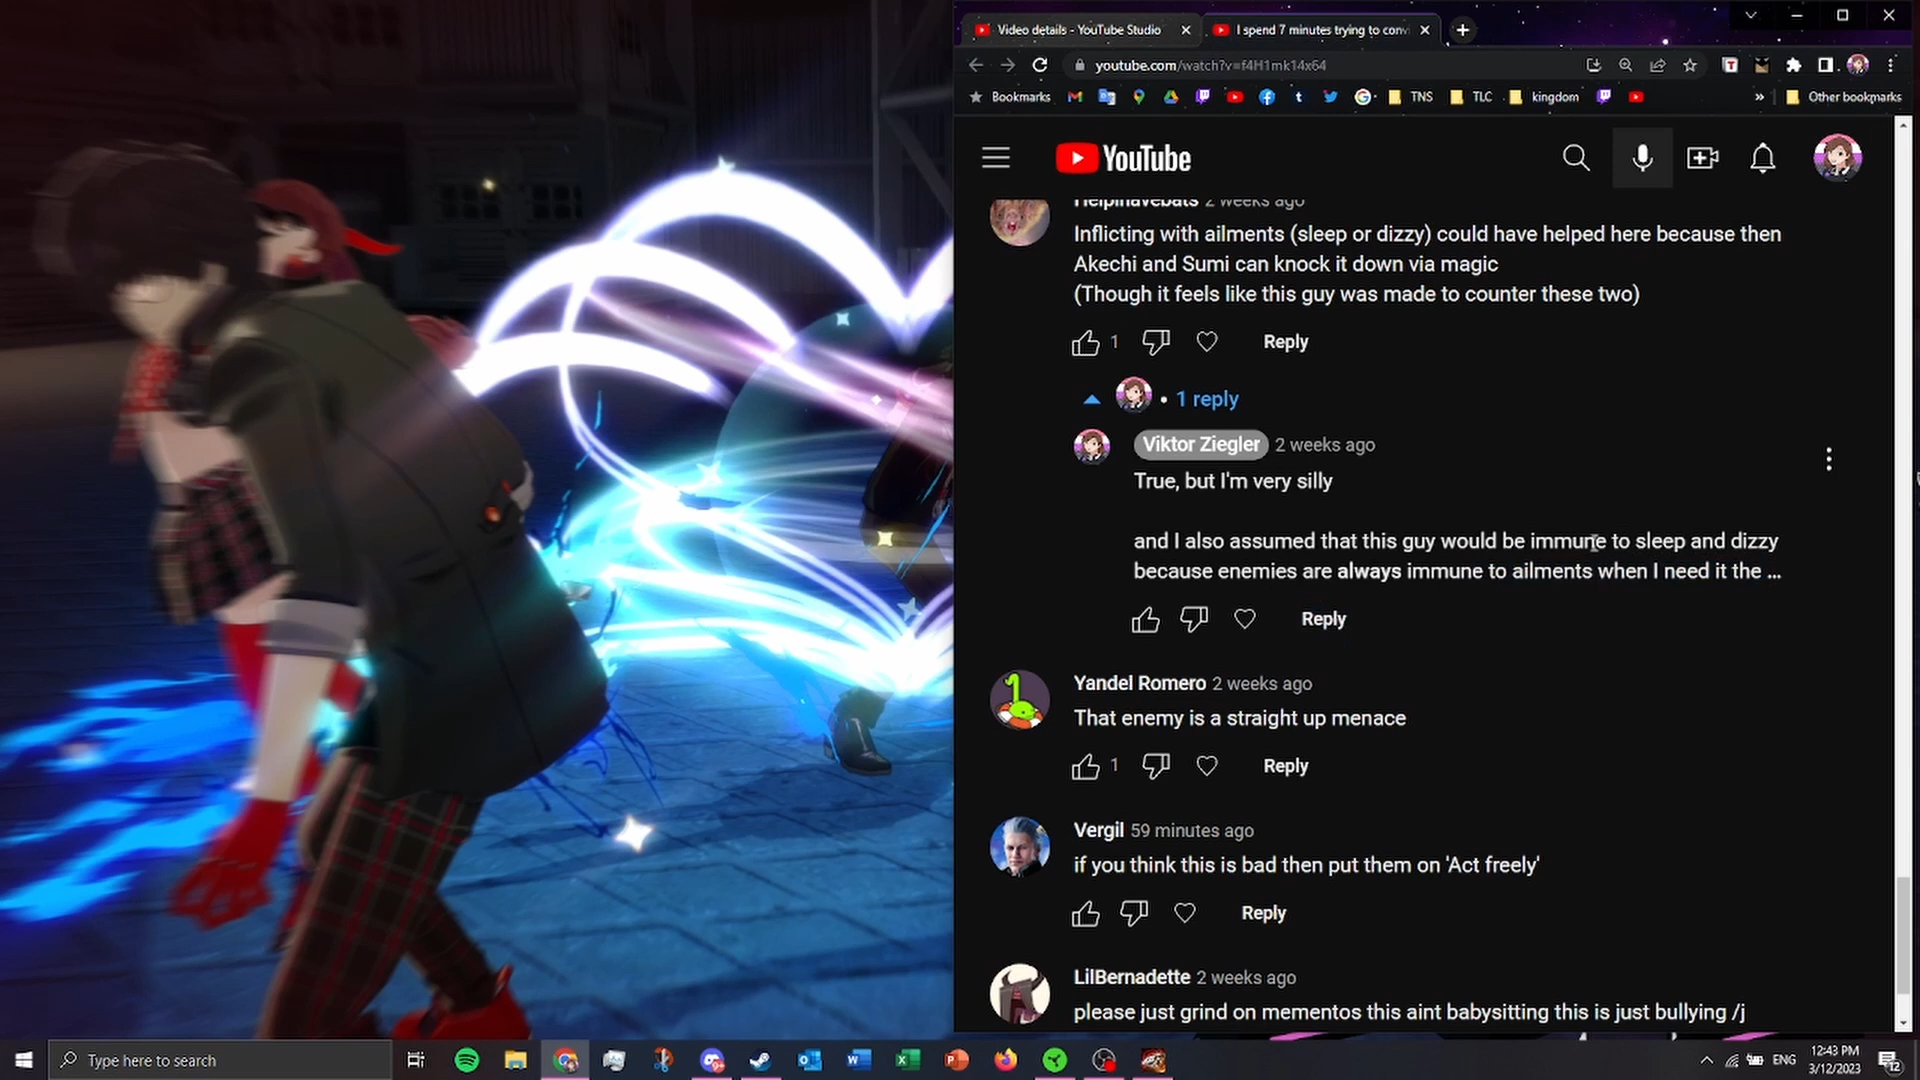 Video details - YouTube Studio
I spend 7 minutes trying to conv
youtube.com/watch?v=f4H1mk14x64
Bookmarks
TNS
TLC
kingdom
Other bookmarks
YouTube
Helpihavebats 2 weeks ago
Inflicting with ailments (sleep or dizzy) could have helped here because then
Akechi and Sumi can knock it down via magic
(Though it feels like this guy was made to counter these two)
1 Reply
• 1 reply
Viktor Ziegler 2 weeks ago
True, but I'm very silly
and I also assumed that this guy would be immune to sleep and dizzy
because enemies are always immune to ailments when I need it the ...
Reply
Yandel Romero 2 weeks ago
That enemy is a straight up menace
1 Reply
Vergil 59 minutes ago
if you think this is bad then put them on 'Act freely'
Reply
LilBernadette 2 weeks ago
please just grind on mementos this aint babysitting this is just bullying /j
Type here to search
ENG
12:43 PM
3/12/2023
12